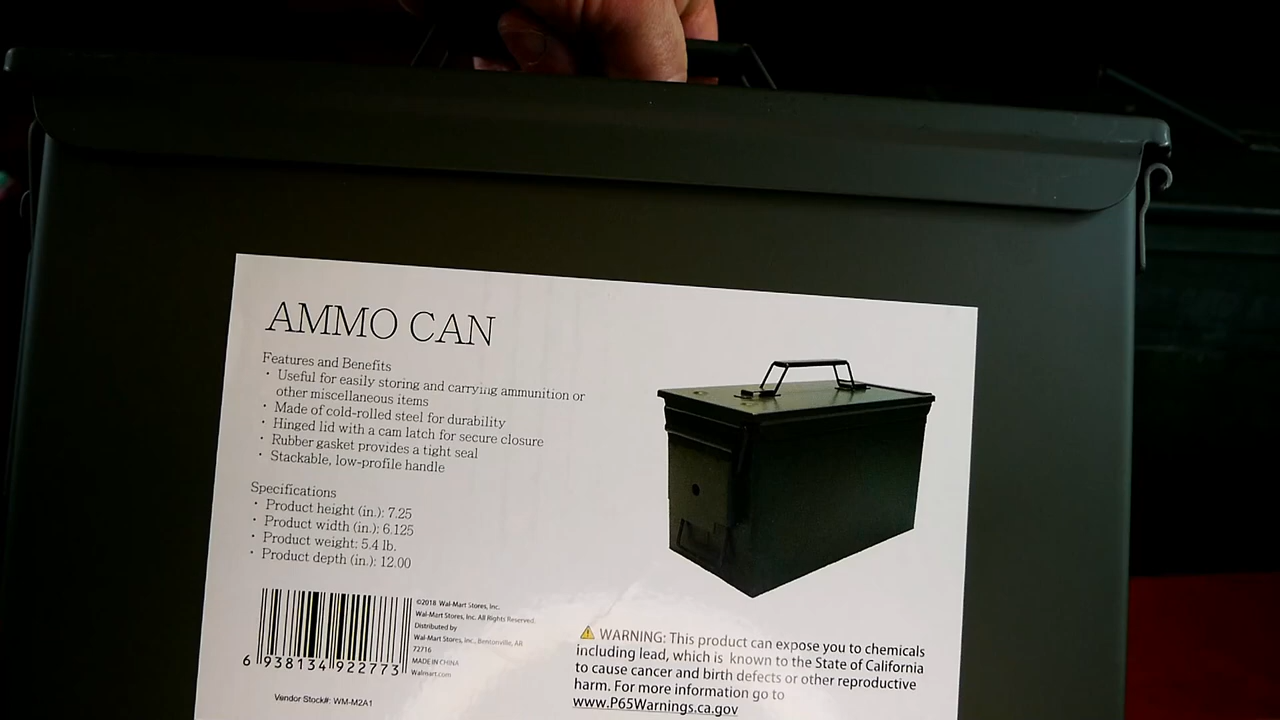 AMMO CAN
Features and Benefits
• Useful for easily storing and carrying ammunition or
other miscellaneous items
• Made of cold-rolled steel for durability
• Hinged lid with a cam latch for secure closure
• Rubber gasket provides a tight seal
• Stackable, low-profile handle
Specifications
• Product height (in.): 7.25
• Product width (in.): 6.125
• Product weight: 5.4 lb.
• Product depth (in.): 12.00
6 938134 922773
©2018 Wal-Mart Stores, Inc.
Wal-Mart Stores, Inc. All Rights Reserved.
Distributed by
Wal-Mart Stores, Inc., Bentonville, AR
72716
MADE IN CHINA
Walmart.com
Vendor Stock#: WM-M2A1
WARNING: This product can expose you to chemicals
including lead, which is known to the State of California
to cause cancer and birth defects or other reproductive
harm. For more information go to
www.P65Warnings.ca.gov